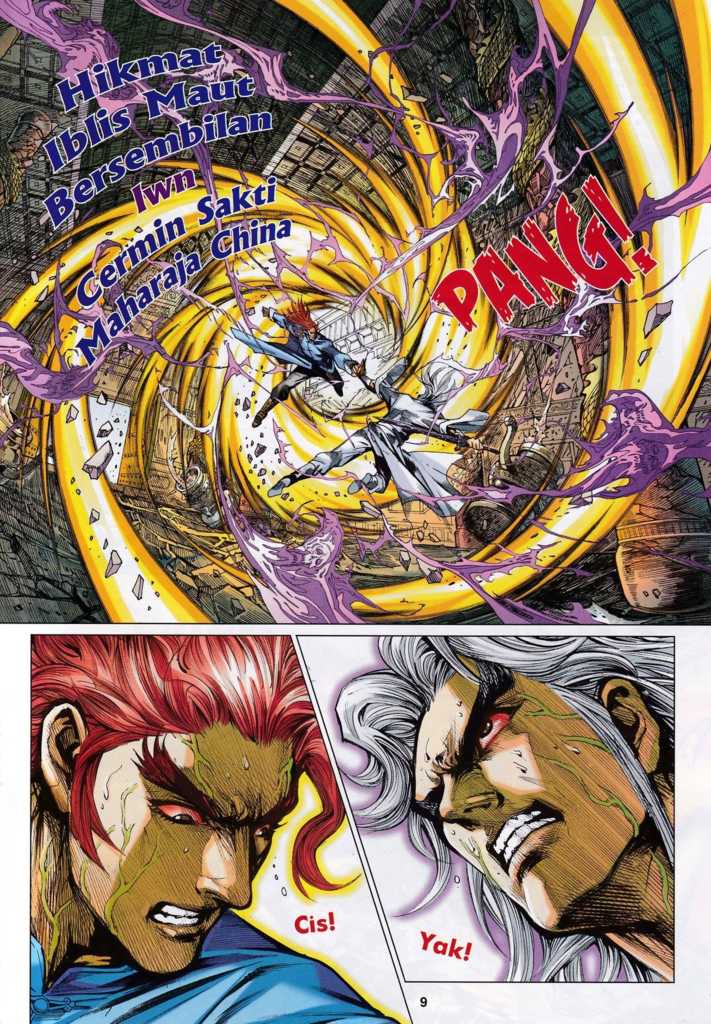 Hikmat
Iblis Maut
Bersembilan
lwn
Cermin Sakti
Maharaja China
PANG!
Cis!
Yak!
9